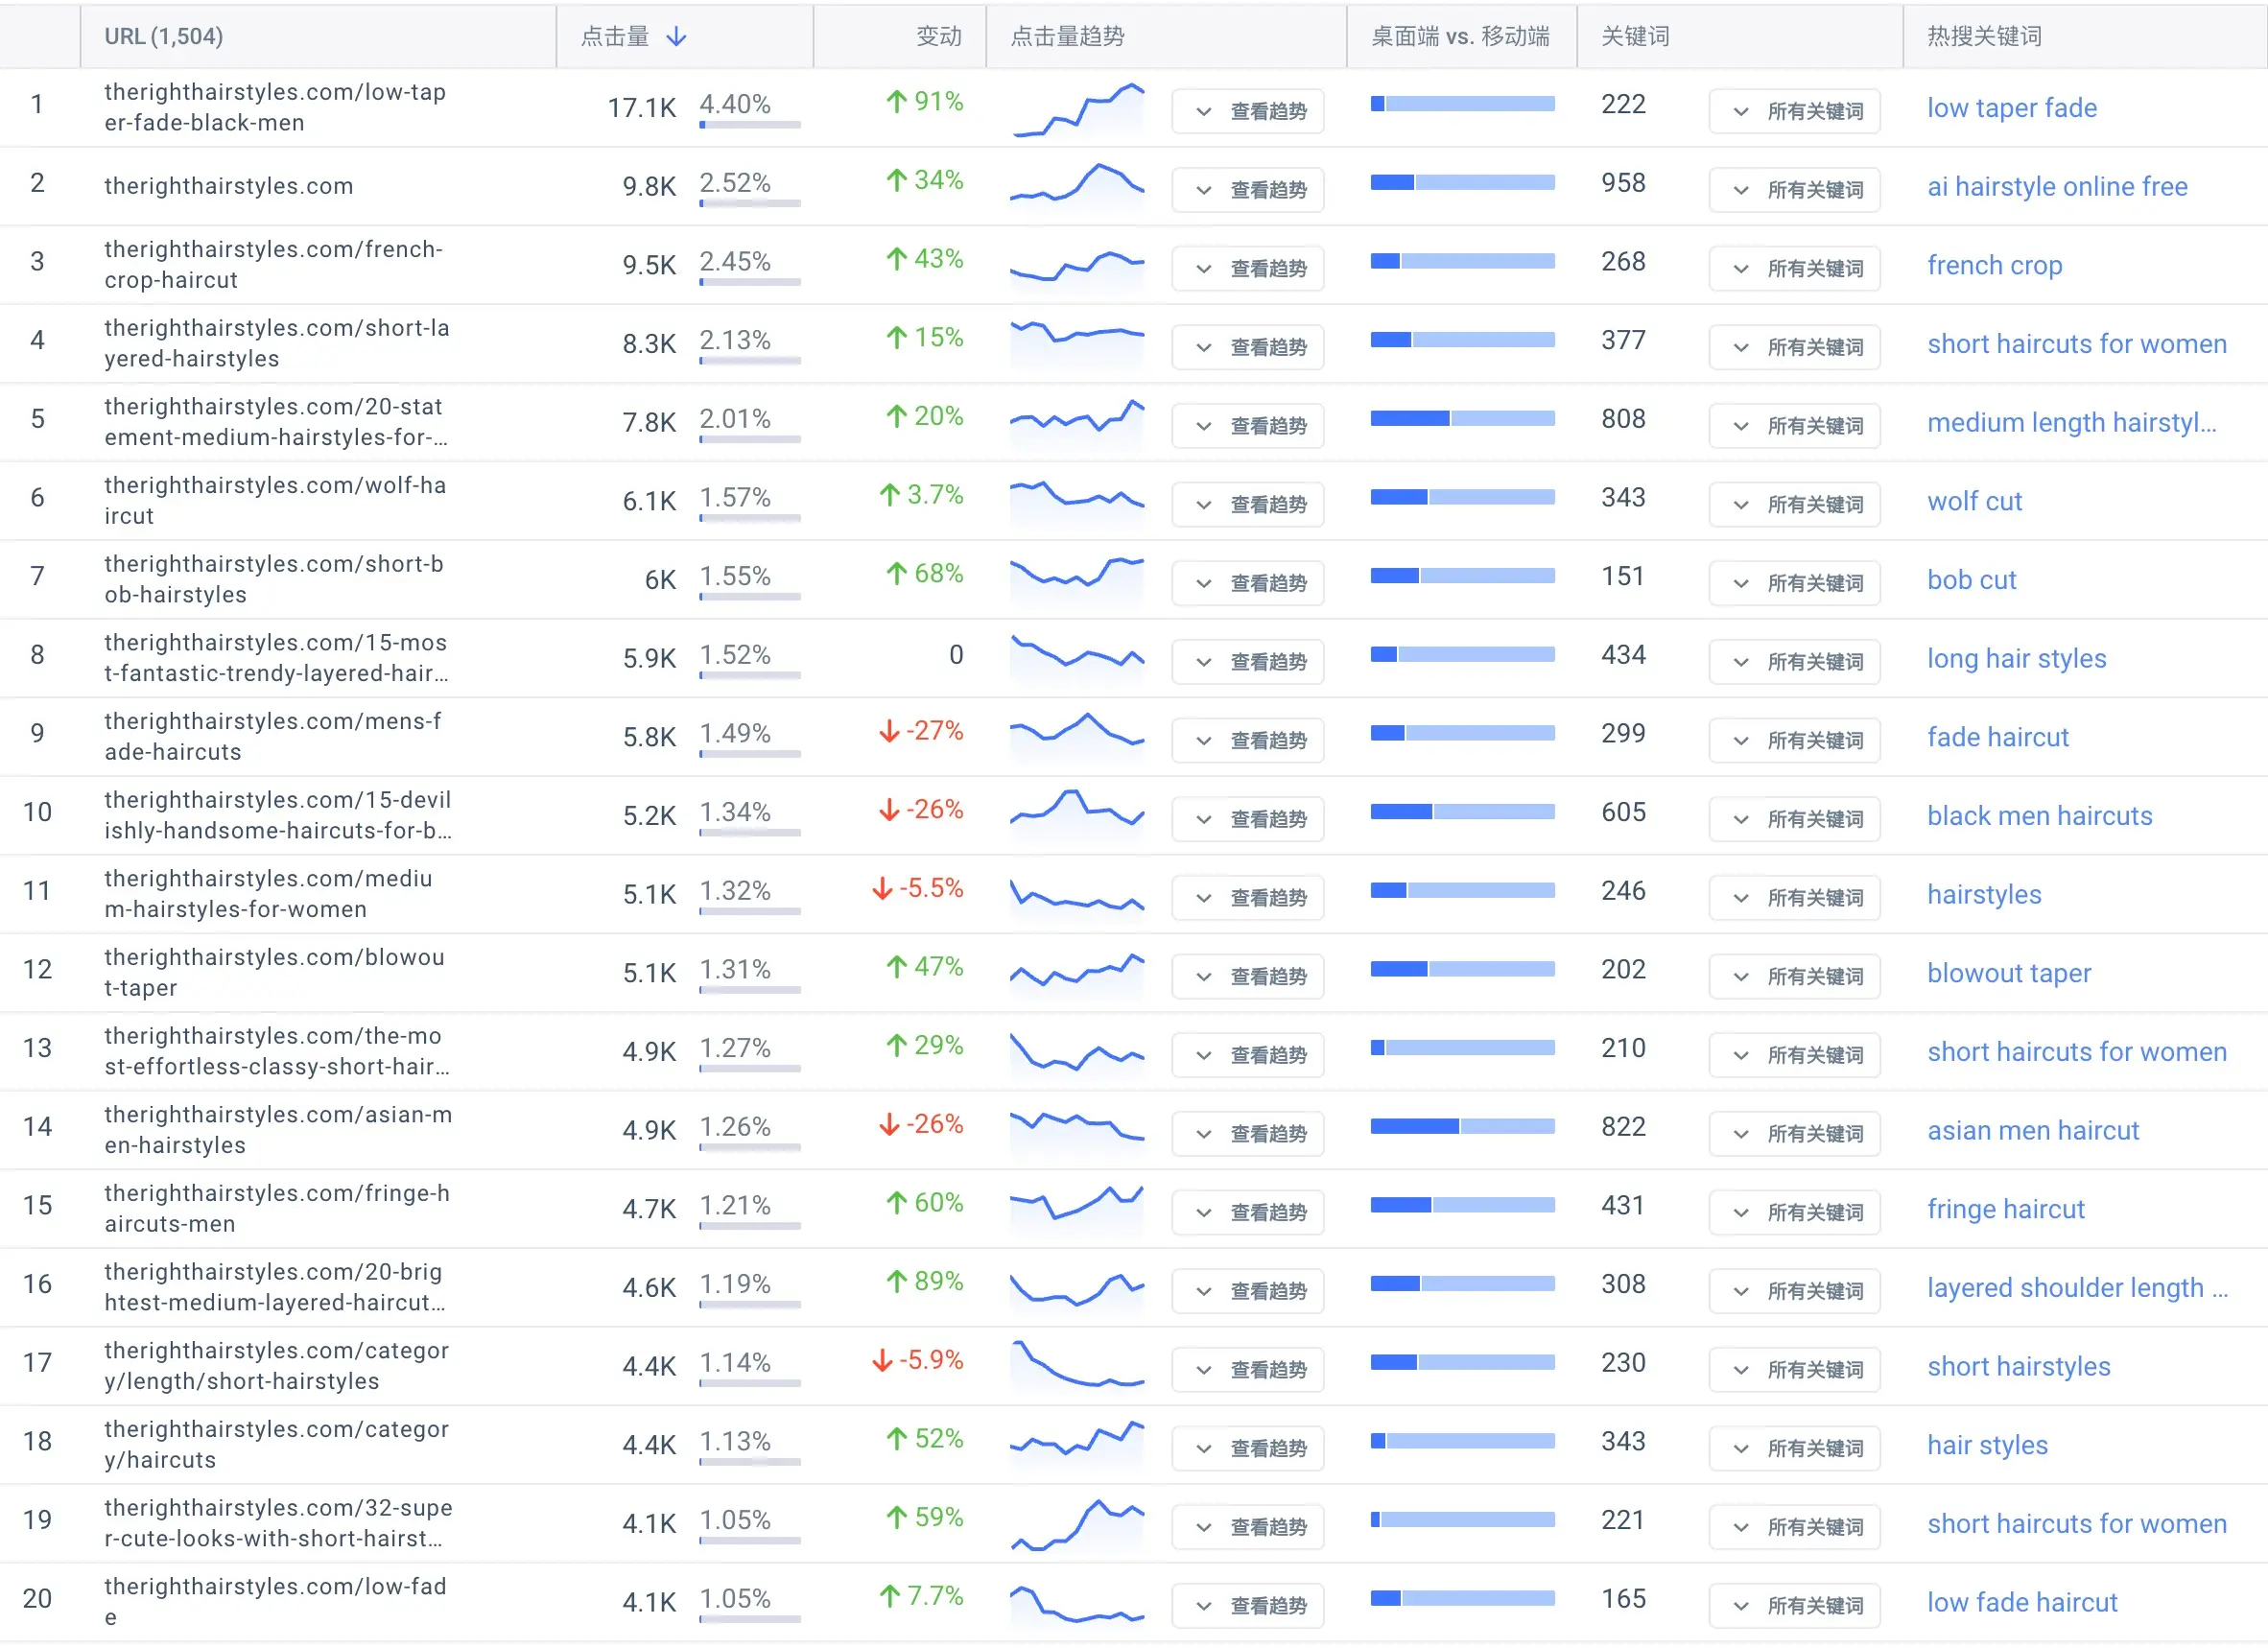 URL (1,504) 点击量 变动 点击量趋势 桌面端 vs. 移动端 关键词 热搜关键词
1 therighthairstyles.com/low-tap
er-fade-black-men 17.1K 4.40% 91% 查看趋势 222 所有关键词 low taper fade
2 therighthairstyles.com 9.8K 2.52% 34% 查看趋势 958 所有关键词 ai hairstyle online free
3 therighthairstyles.com/french-
crop-haircut 9.5K 2.45% 43% 查看趋势 268 所有关键词 french crop
4 therighthairstyles.com/short-la
yered-hairstyles 8.3K 2.13% 15% 查看趋势 377 所有关键词 short haircuts for women
5 therighthairstyles.com/20-stat
ement-medium-hairstyles-for-... 7.8K 2.01% 20% 查看趋势 808 所有关键词 medium length hairstyl...
6 therighthairstyles.com/wolf-ha
ircut 6.1K 1.57% 3.7% 查看趋势 343 所有关键词 wolf cut
7 therighthairstyles.com/short-b
ob-hairstyles 6K 1.55% 68% 查看趋势 151 所有关键词 bob cut
8 therighthairstyles.com/15-mos
t-fantastic-trendy-layered-hair... 5.9K 1.52% 0 查看趋势 434 所有关键词 long hair styles
9 therighthairstyles.com/mens-f
ade-haircuts 5.8K 1.49% -27% 查看趋势 299 所有关键词 fade haircut
10 therighthairstyles.com/15-devil
ishly-handsome-haircuts-for-b... 5.2K 1.34% -26% 查看趋势 605 所有关键词 black men haircuts
11 therighthairstyles.com/mediu
m-hairstyles-for-women 5.1K 1.32% -5.5% 查看趋势 246 所有关键词 hairstyles
12 therighthairstyles.com/blowou
t-taper 5.1K 1.31% 47% 查看趋势 202 所有关键词 blowout taper
13 therighthairstyles.com/the-mo
st-effortless-classy-short-hair... 4.9K 1.27% 29% 查看趋势 210 所有关键词 short haircuts for women
14 therighthairstyles.com/asian-m
en-hairstyles 4.9K 1.26% -26% 查看趋势 822 所有关键词 asian men haircut
15 therighthairstyles.com/fringe-h
aircuts-men 4.7K 1.21% 60% 查看趋势 431 所有关键词 fringe haircut
16 therighthairstyles.com/20-brig
htest-medium-layered-haircut... 4.6K 1.19% 89% 查看趋势 308 所有关键词 layered shoulder length ...
17 therighthairstyles.com/categor
y/length/short-hairstyles 4.4K 1.14% -5.9% 查看趋势 230 所有关键词 short hairstyles
18 therighthairstyles.com/categor
y/haircuts 4.4K 1.13% 52% 查看趋势 343 所有关键词 hair styles
19 therighthairstyles.com/32-supe
r-cute-looks-with-short-hairst... 4.1K 1.05% 59% 查看趋势 221 所有关键词 short haircuts for women
20 therighthairstyles.com/low-fad
e 4.1K 1.05% 7.7% 查看趋势 165 所有关键词 low fade haircut